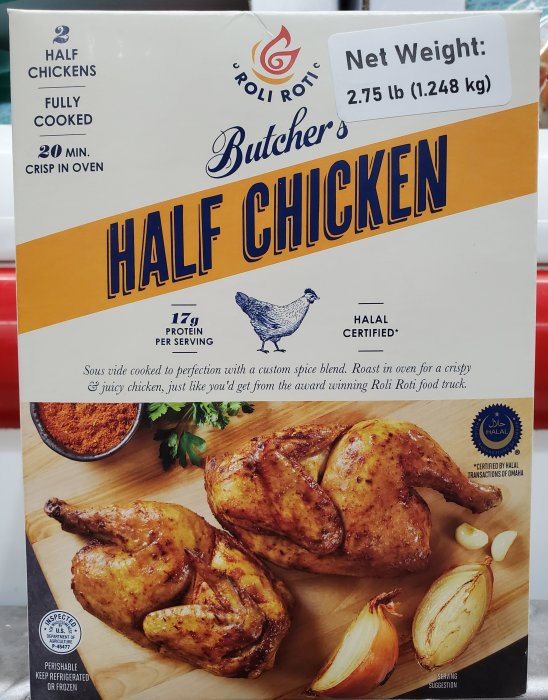 2
HALF
CHICKENS
FULLY
COOKED
20 MIN.
CRISP IN OVEN
ROLI ROTI
Net Weight:
2.75 lb (1.248 kg)
Butcher's
HALF CHICKEN
17g
PROTEIN
PER SERVING
HALAL
CERTIFIED*
Sous vide cooked to perfection with a custom spice blend. Roast in oven for a crispy
& juicy chicken, just like you'd get from the award winning Roli Roti food truck.
حلال
HALAL
®
*CERTIFIED BY HALAL
TRANSACTIONS OF OMAHA
INSPECTED
U.S.
DEPARTMENT OF
AGRICULTURE
P-45477
PERISHABLE
KEEP REFRIGERATED
OR FROZEN
SERVING
SUGGESTION